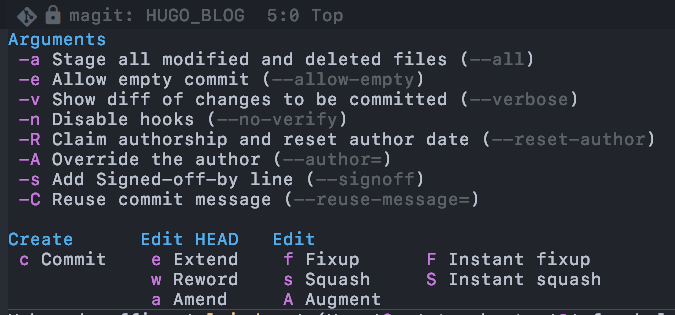 magit: HUGO_BLOG  5:0 Top
Arguments
-a Stage all modified and deleted files (--all)
-e Allow empty commit (--allow-empty)
-v Show diff of changes to be committed (--verbose)
-n Disable hooks (--no-verify)
-R Claim authorship and reset author date (--reset-author)
-A Override the author (--author=)
-s Add Signed-off-by line (--signoff)
-C Reuse commit message (--reuse-message=)
Create Edit HEAD Edit
c Commit e Extend f Fixup F Instant fixup
w Reword s Squash S Instant squash
a Amend A Augment